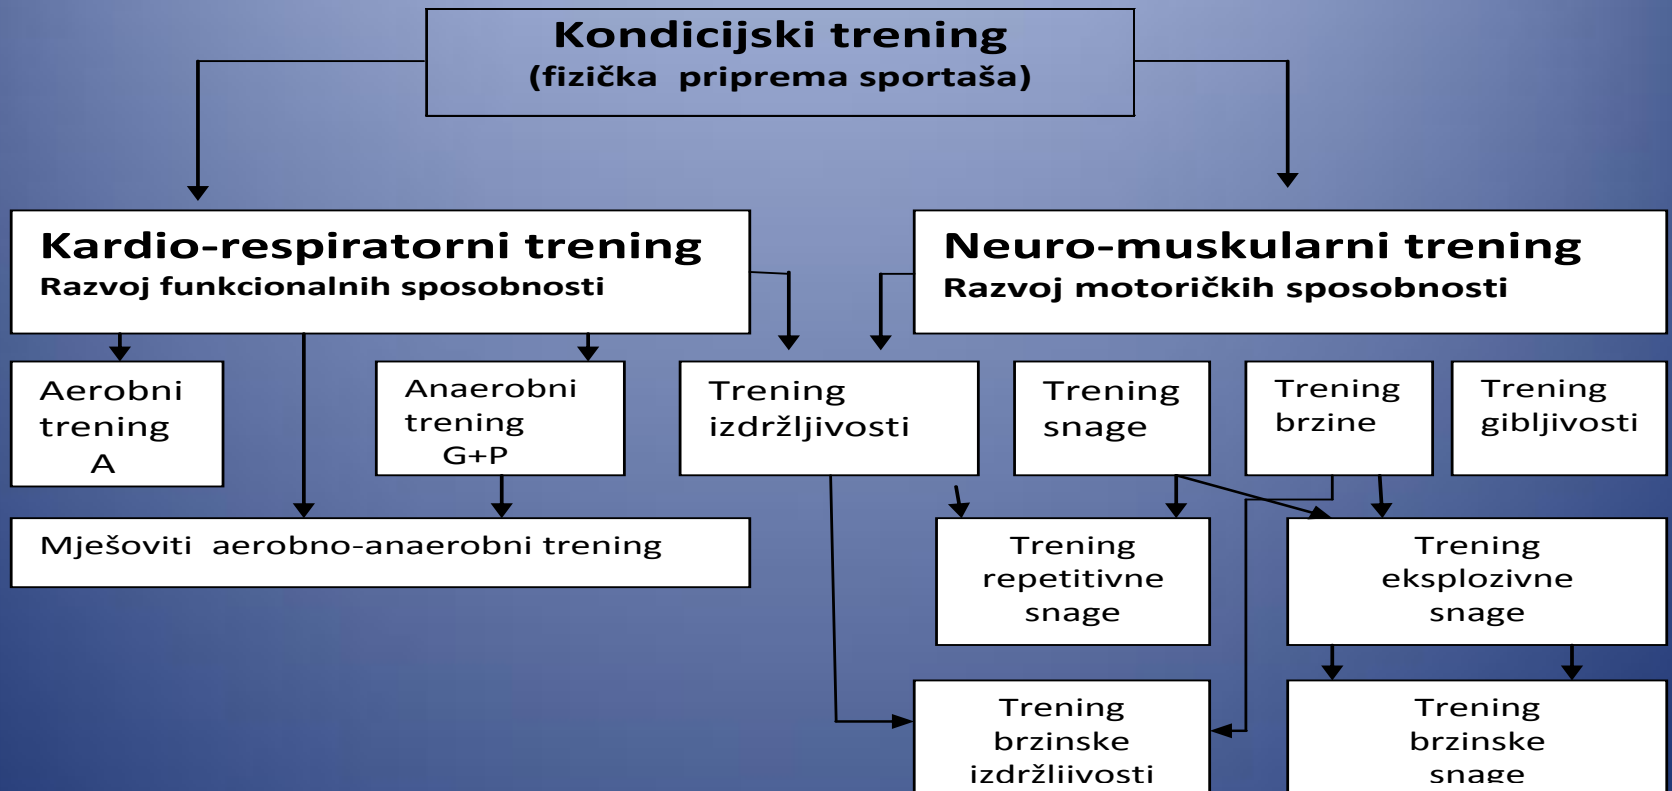 Kondicijski trening
(fizička priprema sportaša)
Kardio-respiratorni trening
Razvoj funkcionalnih sposobnosti
Neuro-muskularni trening
Razvoj motoričkih sposobnosti
Aerobni
trening
A
Anaerobni
trening
G+P
Trening
izdržljivosti
Trening
snage
Trening
brzine
Trening
gibljivosti
Mješoviti aerobno-anaerobni trening
Trening
repetitivne
snage
Trening
eksplozivne
snage
Trening
brzinske
izdržljivosti
Trening
brzinske
snage